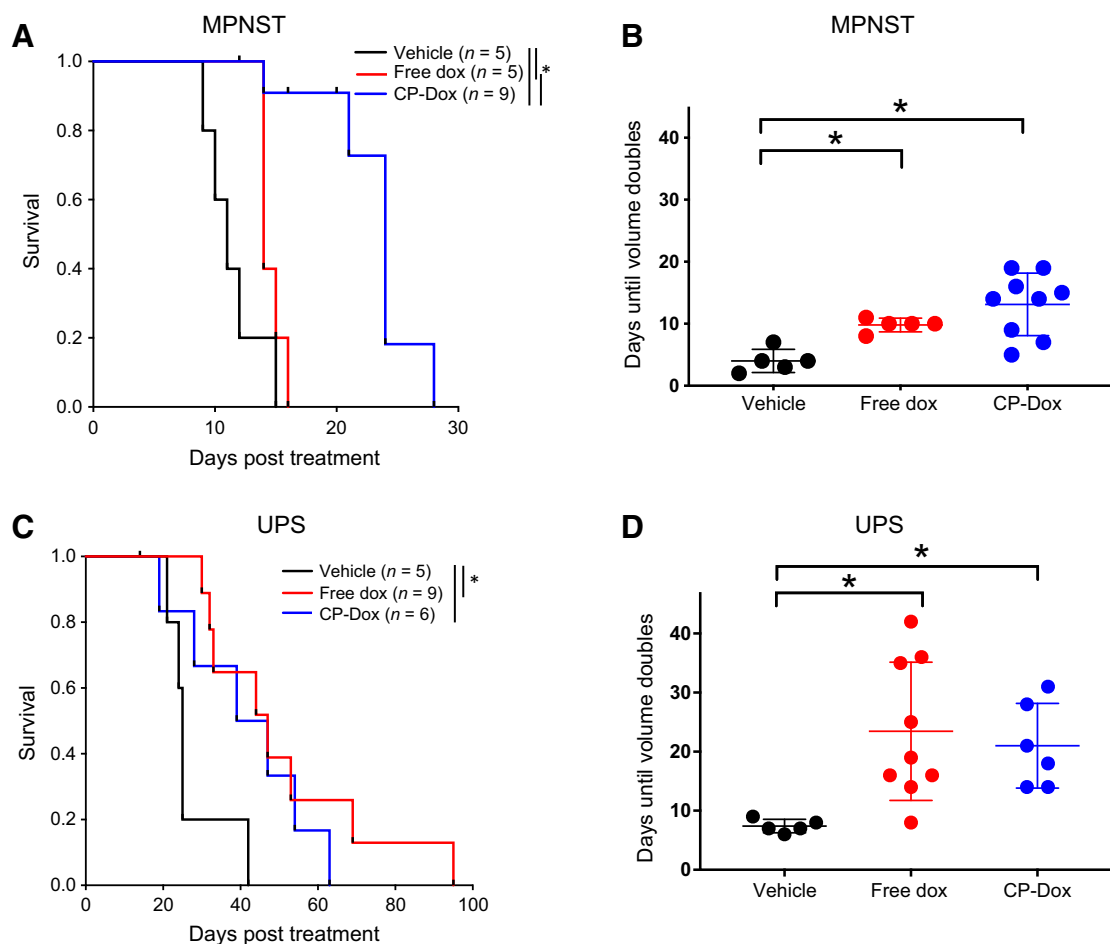 A
MPNST
Vehicle (n = 5)
Free dox (n = 5)
CP-Dox (n = 9)
*
Survival
1.0
0.8
0.6
0.4
0.2
0.0
0 10 20 30
Days post treatment
B
MPNST
*
*
Days until volume doubles
40
30
20
10
0
Vehicle Free dox CP-Dox
C
UPS
Vehicle (n = 5)
Free dox (n = 9)
CP-Dox (n = 6)
*
Survival
1.0
0.8
0.6
0.4
0.2
0.0
0 20 40 60 80 100
Days post treatment
D
UPS
*
*
Days until volume doubles
40
30
20
10
0
Vehicle Free dox CP-Dox